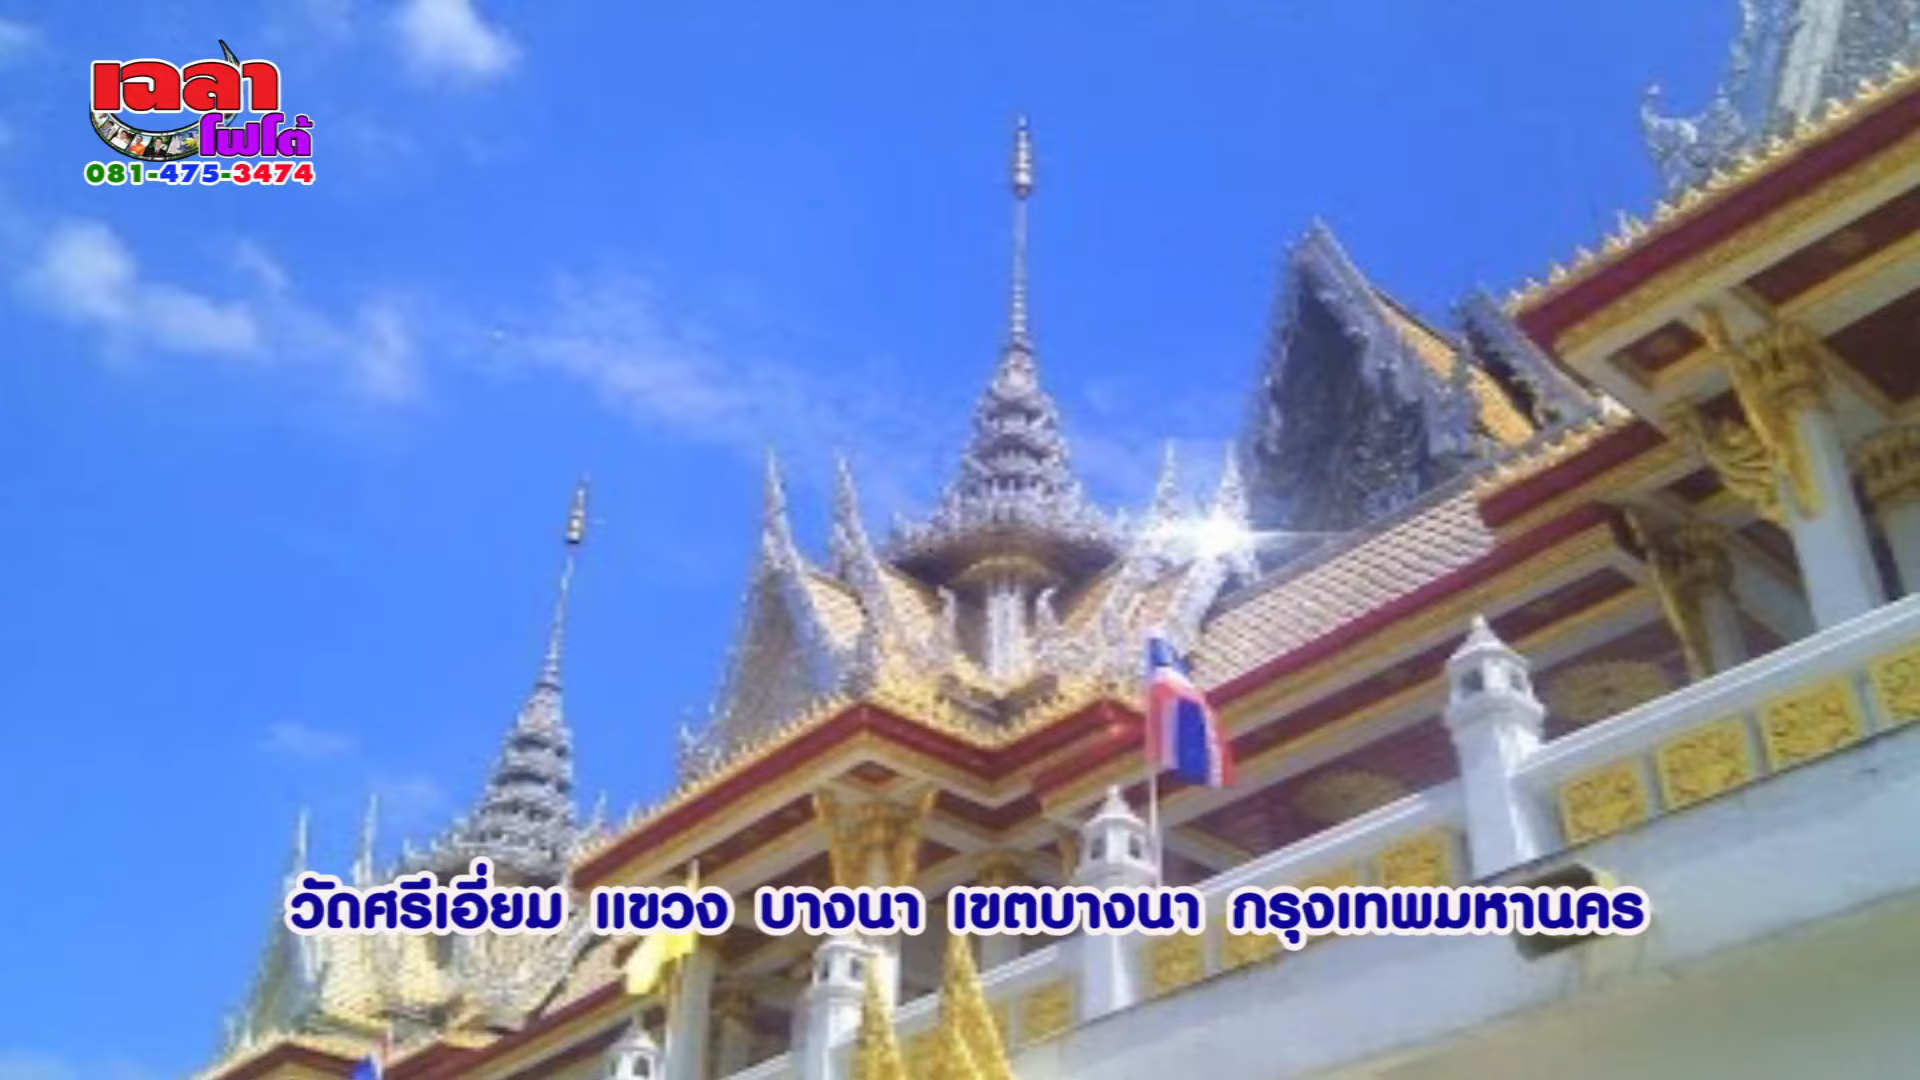 เฉลา
โฟโต้
081-475-3474
วัดศรีเอี่ยม แขวง บางนา เขตบางนา กรุงเทพมหานคร